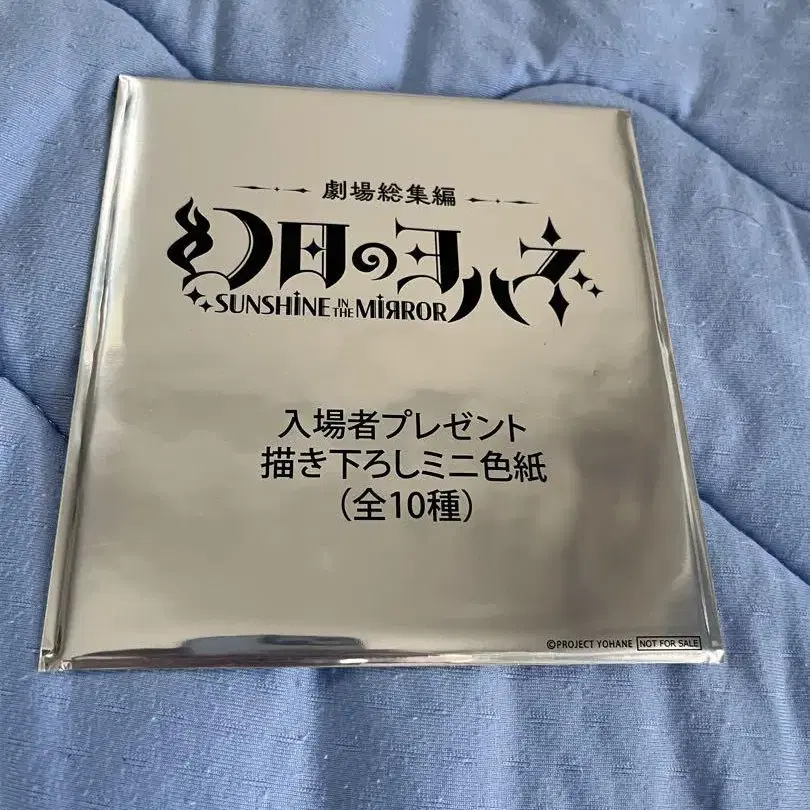 劇場総集編
幻日のヨハネ
SUNSHINE IN THE MIRROR
入場者プレゼント
描き下ろしミニ色紙
(全10種)
©PROJECT YOHANE NOT FOR SALE